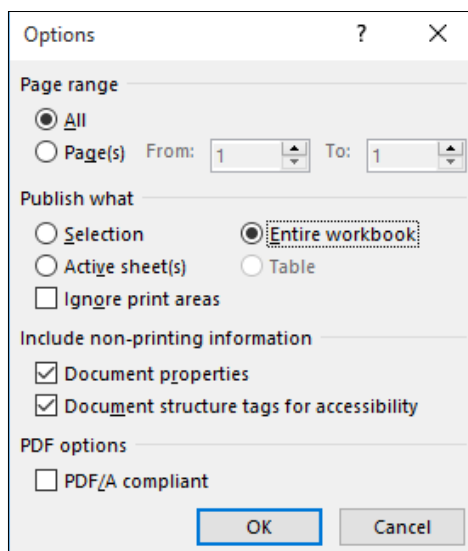 Options ?
Page range
All
Page(s) From: 1 To: 1
Publish what
Selection Entire workbook
Active sheet(s) Table
Ignore print areas
Include non-printing information
Document properties
Document structure tags for accessibility
PDF options
PDF/A compliant
OK Cancel